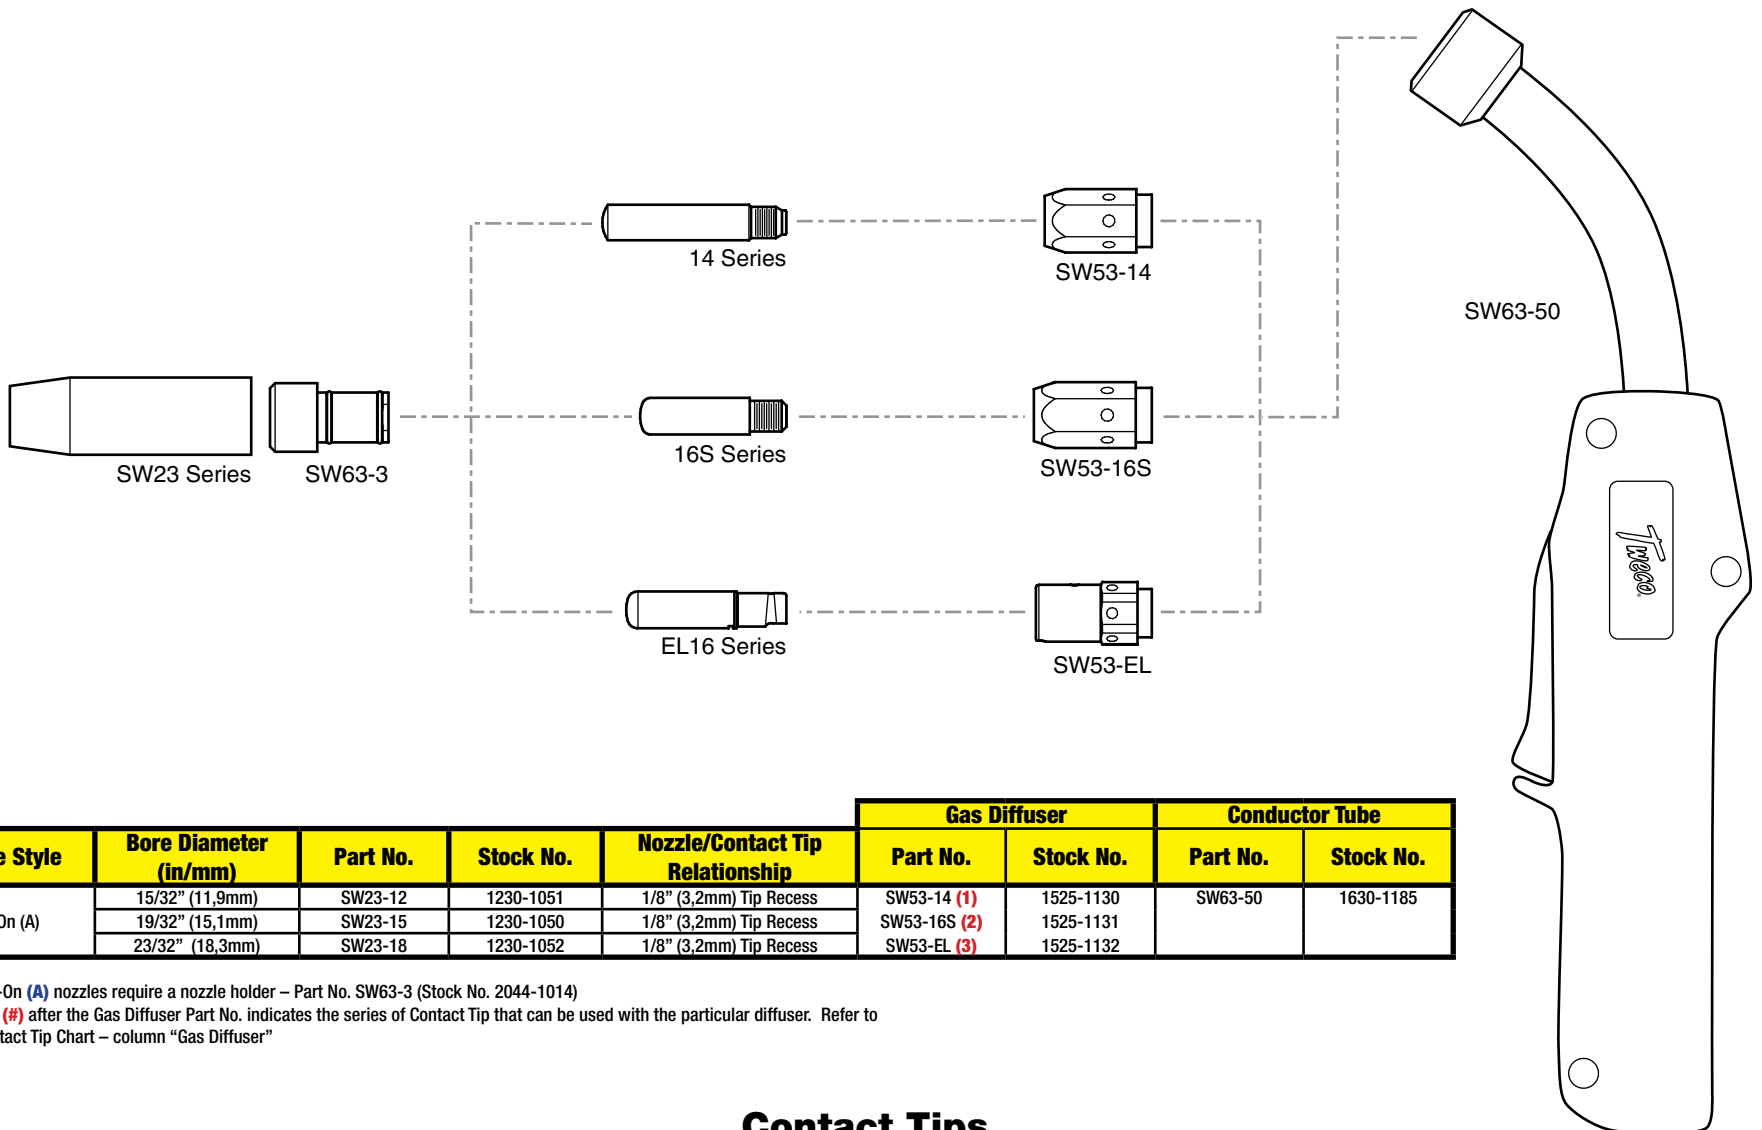 14 Series
SW53-14
SW63-50
SW23 Series
SW63-3
16S Series
SW53-16S
Tweco
EL16 Series
SW53-EL
Gas Diffuser Conductor Tube
Style Bore Diameter (in/mm) Part No. Stock No. Nozzle/Contact Tip Relationship Part No. Stock No. Part No. Stock No.
15/32” (11,9mm) SW23-12 1230-1051 1/8” (3,2mm) Tip Recess SW53-14 (1) 1525-1130 SW63-50 1630-1185
On (A) 19/32” (15,1mm) SW23-15 1230-1050 1/8” (3,2mm) Tip Recess SW53-16S (2) 1525-1131
23/32” (18,3mm) SW23-18 1230-1052 1/8” (3,2mm) Tip Recess SW53-EL (3) 1525-1132
-On (A) nozzles require a nozzle holder – Part No. SW63-3 (Stock No. 2044-1014)
(#) after the Gas Diffuser Part No. indicates the series of Contact Tip that can be used with the particular diffuser. Refer to
tact Tip Chart – column “Gas Diffuser”
Contact Tips